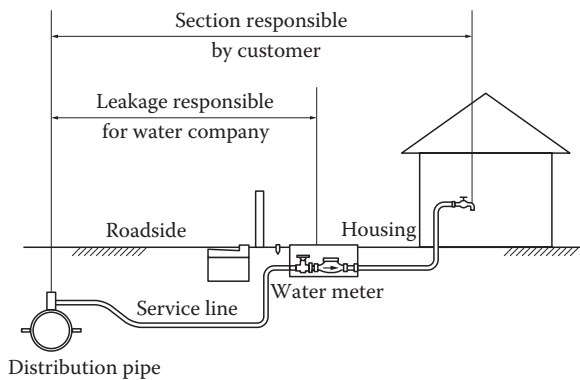 Section responsible
by customer
Leakage responsible
for water company
Roadside
Housing
Water meter
Service line
Distribution pipe